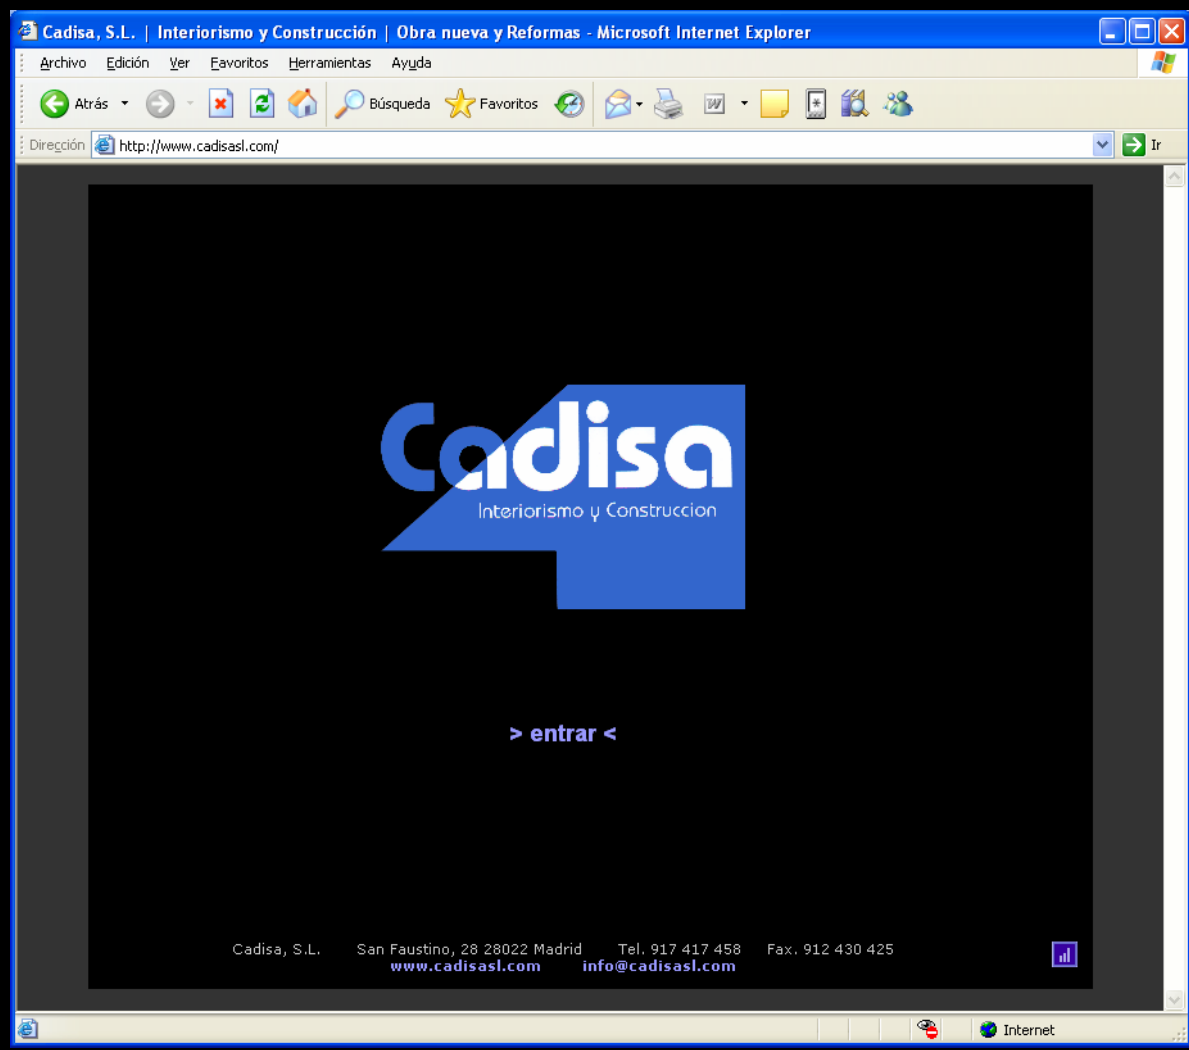 Cadisa, S.L. | Interiorismo y Construcción | Obra nueva y Reformas - Microsoft Internet Explorer
Archivo Edición Ver Favoritos Herramientas Ayuda
Atrás Búsqueda Favoritos
Dirección http://www.cadisasl.com/ Ir
Cadisa
Interiorismo y Construccion
> entrar <
Cadisa, S.L. San Faustino, 28 28022 Madrid Tel. 917 417 458 Fax. 912 430 425
www.cadisasl.com info@cadisasl.com
Internet